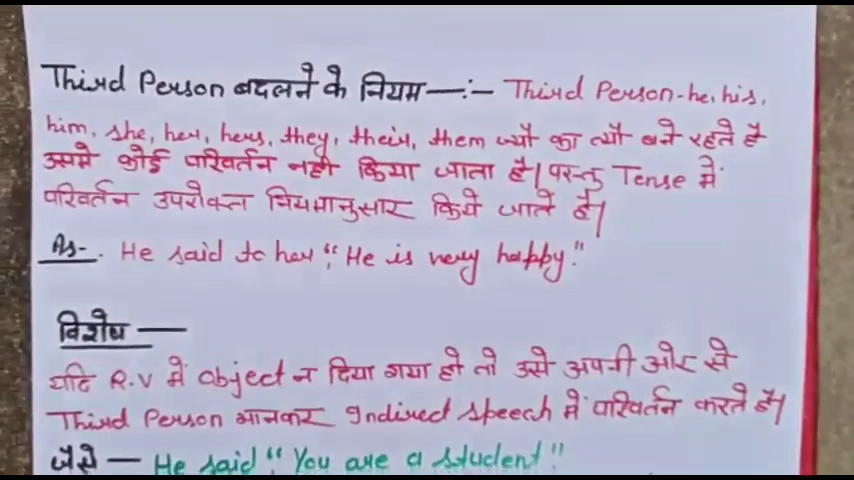 Third Person बदलने के नियम —:- Third Person - he, his,
him, she, her, hers, they, their, them ज्यों का त्यों बने रहते है
उसमे कोई परिवर्तन नही किया जाता है। परन्तु Tense में
परिवर्तन उपरोक्त नियमानुसार किये जाते है।
As-. He said to her "He is very happy."
विशेष —
यदि R.V में object न दिया गया हो तो उसे अपनी ओर से
Third Person मानकर Indirect speech में परिवर्तन करते है।
जैसे — He said "You are a student"